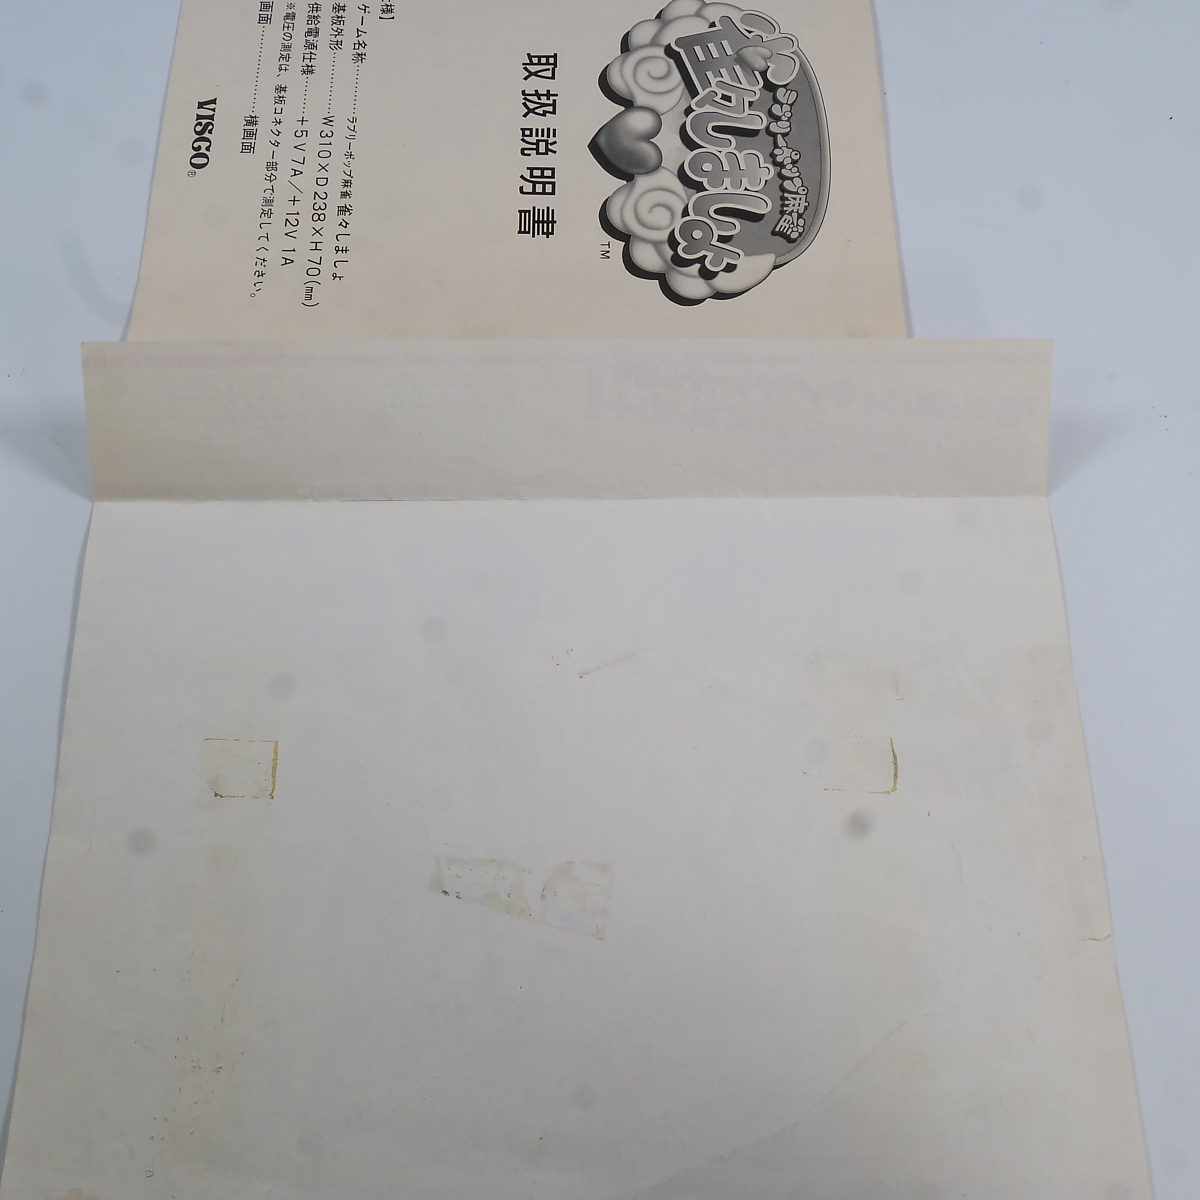 ラブリーポップ麻雀
雀々しましょ
TM
取扱説明書
様】
ゲーム名称…………ラブリーポップ麻雀 雀々しましょ
基板外形……………W310×D238×H70(㎜)
供給電源仕様………+5V7A／+12V1A
※電圧の測定は、基板コネクター部分で測定してください。
画面…………………横画面
VISCO®